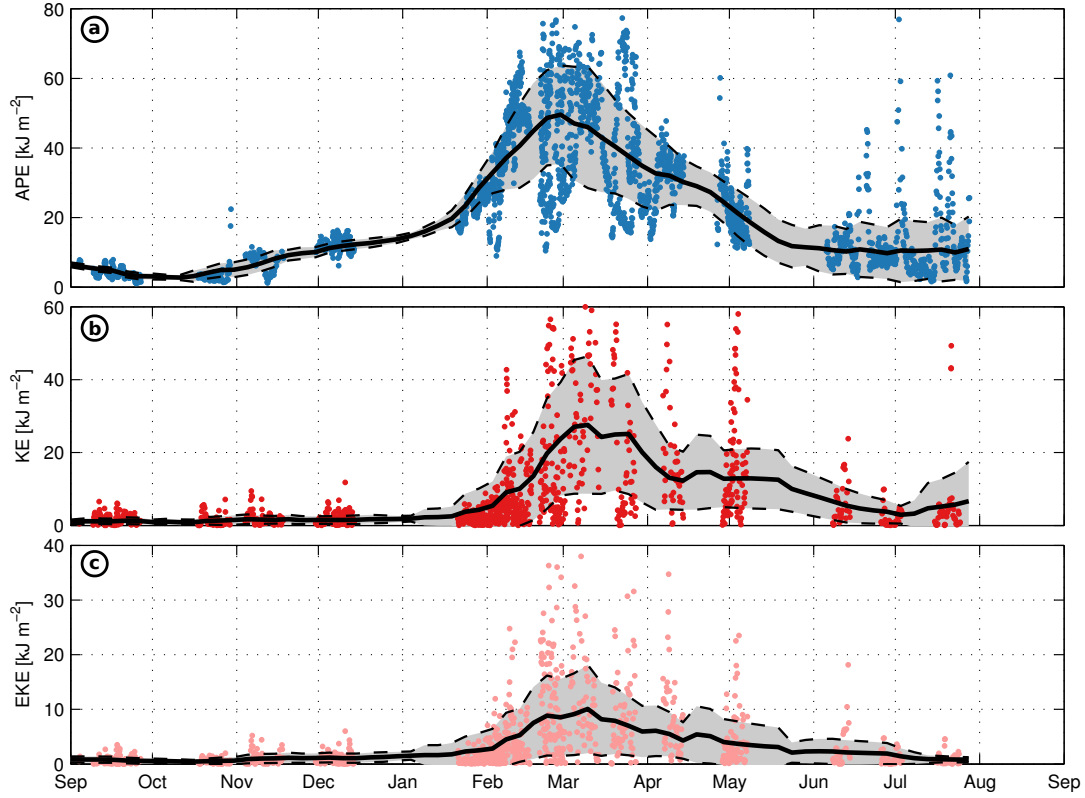 a
80
60
40
20
0
APE [kJ m⁻²]
b
60
40
20
0
KE [kJ m⁻²]
c
40
30
20
10
0
EKE [kJ m⁻²]
Sep Oct Nov Dec Jan Feb Mar Apr May Jun Jul Aug Sep